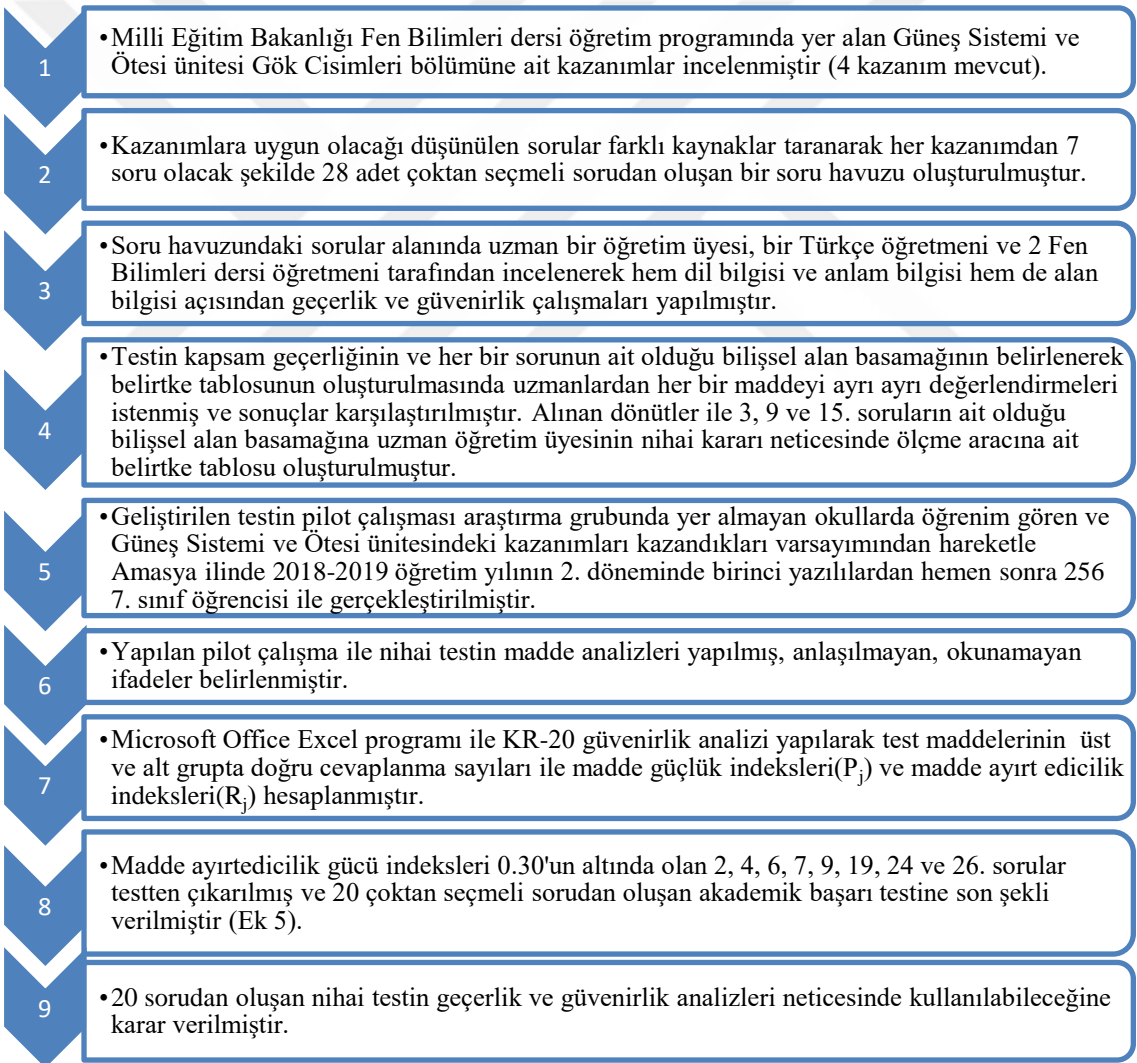 1
•Milli Eğitim Bakanlığı Fen Bilimleri dersi öğretim programında yer alan Güneş Sistemi ve
Ötesi ünitesi Gök Cisimleri bölümüne ait kazanımlar incelenmiştir (4 kazanım mevcut).
2
•Kazanımlara uygun olacağı düşünülen sorular farklı kaynaklar taranarak her kazanımdan 7
soru olacak şekilde 28 adet çoktan seçmeli sorudan oluşan bir soru havuzu oluşturulmuştur.
3
•Soru havuzundaki sorular alanında uzman bir öğretim üyesi, bir Türkçe öğretmeni ve 2 Fen
Bilimleri dersi öğretmeni tarafından incelenerek hem dil bilgisi ve anlam bilgisi hem de alan
bilgisi açısından geçerlik ve güvenirlik çalışmaları yapılmıştır.
4
•Testin kapsam geçerliğinin ve her bir sorunun ait olduğu bilişsel alan basamağının belirlenerek
belirtke tablosunun oluşturulmasında uzmanlardan her bir maddeyi ayrı ayrı değerlendirmeleri
istenmiş ve sonuçlar karşılaştırılmıştır. Alınan dönütler ile 3, 9 ve 15. soruların ait olduğu
bilişsel alan basamağına uzman öğretim üyesinin nihai kararı neticesinde ölçme aracına ait
belirtke tablosu oluşturulmuştur.
5
•Geliştirilen testin pilot çalışması araştırma grubunda yer almayan okullarda öğrenim gören ve
Güneş Sistemi ve Ötesi ünitesindeki kazanımları kazandıkları varsayımından hareketle
Amasya ilinde 2018-2019 öğretim yılının 2. döneminde birinci yazılılardan hemen sonra 256
7. sınıf öğrencisi ile gerçekleştirilmiştir.
6
•Yapılan pilot çalışma ile nihai testin madde analizleri yapılmış, anlaşılmayan, okunamayan
ifadeler belirlenmiştir.
7
•Microsoft Office Excel programı ile KR-20 güvenirlik analizi yapılarak test maddelerinin üst
ve alt grupta doğru cevaplanma sayıları ile madde güçlük indeksleri(Pj) ve madde ayırt edicilik
indeksleri(Rj) hesaplanmıştır.
8
•Madde ayırtedicilik gücü indeksleri 0.30'un altında olan 2, 4, 6, 7, 9, 19, 24 ve 26. sorular
testten çıkarılmış ve 20 çoktan seçmeli sorudan oluşan akademik başarı testine son şekli
verilmiştir (Ek 5).
9
•20 sorudan oluşan nihai testin geçerlik ve güvenirlik analizleri neticesinde kullanılabileceğine
karar verilmiştir.